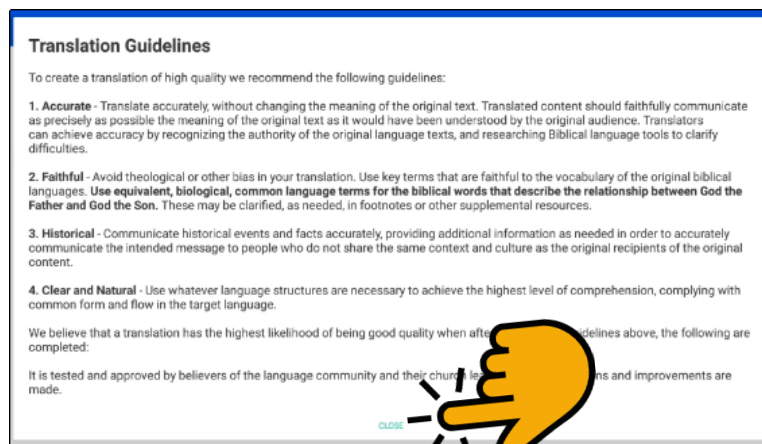 Translation Guidelines
To create a translation of high quality we recommend the following guidelines:
1. Accurate - Translate accurately, without changing the meaning of the original text. Translated content should faithfully communicate
as precisely as possible the meaning of the original text as it would have been understood by the original audience. Translators
can achieve accuracy by recognizing the authority of the original language texts, and researching Biblical language tools to clarify
difficulties.
2. Faithful - Avoid theological or other bias in your translation. Use key terms that are faithful to the vocabulary of the original biblical
languages. Use equivalent, biological, common language terms for the biblical words that describe the relationship between God the
Father and God the Son. These may be clarified, as needed, in footnotes or other supplemental resources.
3. Historical - Communicate historical events and facts accurately, providing additional information as needed in order to accurately
communicate the intended message to people who do not share the same context and culture as the original recipients of the original
content.
4. Clear and Natural - Use whatever language structures are necessary to achieve the highest level of comprehension, complying with
common form and flow in the target language.
We believe that a translation has the highest likelihood of being good quality when above, the following are
completed:
It is tested and approved by believers of the language community and their church and improvements are
made.
CLOSE